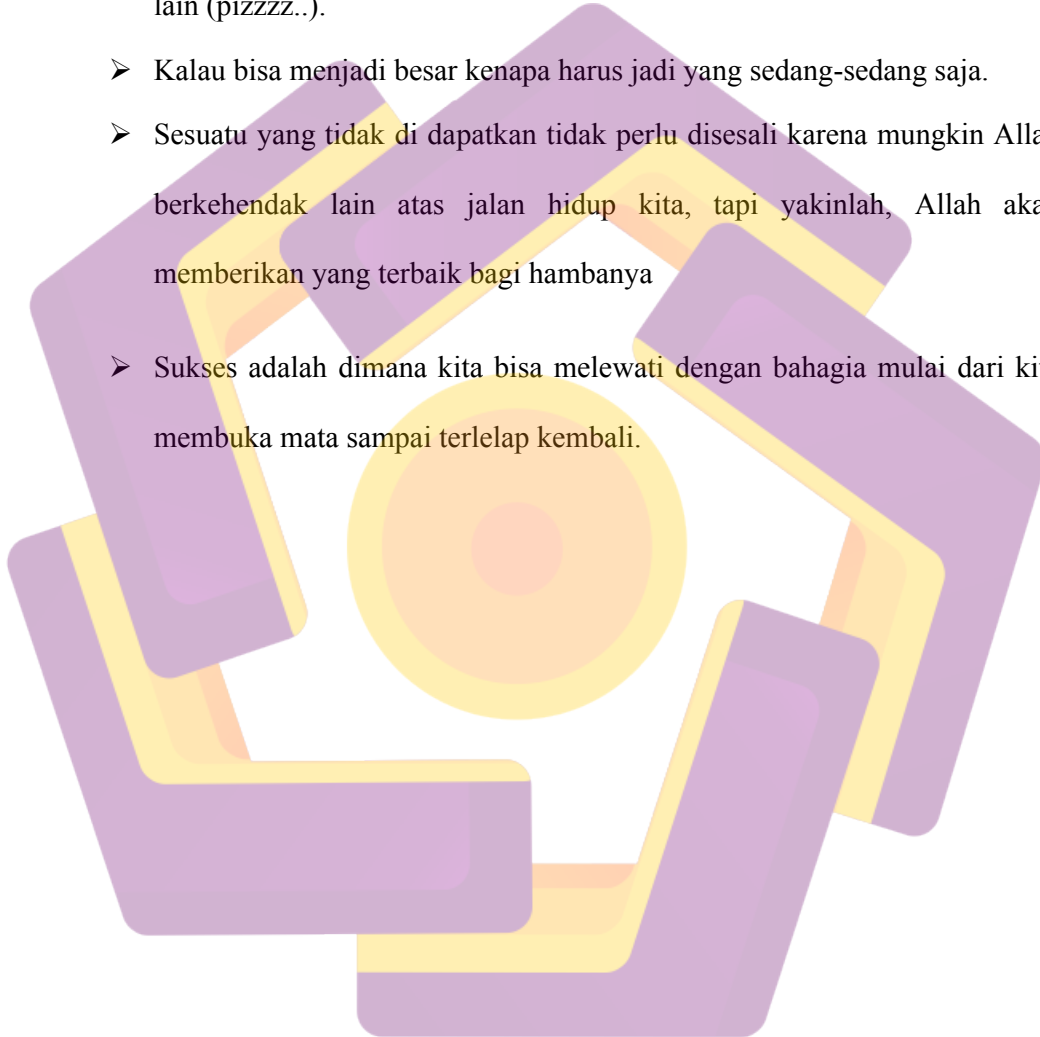 lain (pizzzz..).
➢ Kalau bisa menjadi besar kenapa harus jadi yang sedang-sedang saja.
➢ Sesuatu yang tidak di dapatkan tidak perlu disesali karena mungkin Alla
berkehendak lain atas jalan hidup kita, tapi yakinlah, Allah aka
memberikan yang terbaik bagi hambanya
➢ Sukses adalah dimana kita bisa melewati dengan bahagia mulai dari ki
membuka mata sampai terlelap kembali.